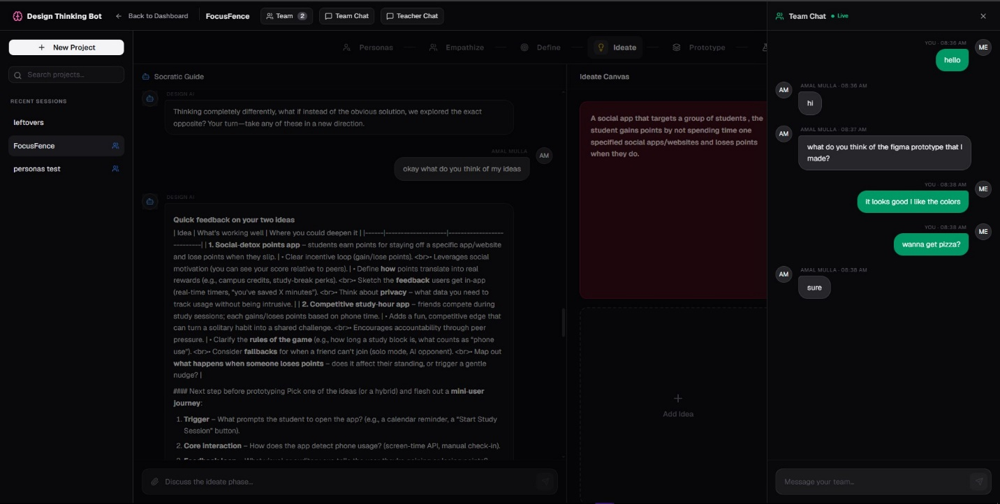 Design Thinking Bot
← Back to Dashboard
FocusFence
Team 2
Team Chat
Teacher Chat
+ New Project
Search projects...
RECENT SESSIONS
leftovers
FocusFence
personas test
Personas
Empathize
Define
Ideate
Prototype
Socratic Guide
DESIGN AI
Thinking completely differently, what if instead of the obvious solution, we explored the exact
opposite? Your turn—take any of these in a new direction.
AMAL MULLA
AM
okay what do you think of my ideas
DESIGN AI
Quick feedback on your two ideas
| Idea | What's working well | Where you could deepen it | |------|---------------------|-------------------
----------| | 1. Social-detox points app – students earn points for staying off a specific app/website
and lose points when they slip. | • Clear incentive loop (gain/lose points). <br>• Leverages social
motivation (you can see your score relative to peers). | • Define how points translate into real
rewards (e.g., campus credits, study-break perks). <br>• Sketch the feedback users get in-app
(real-time timers, "you've saved X minutes"). <br>• Think about privacy – what data you need to
track usage without being intrusive. | | 2. Competitive study-hour app – friends compete during
study sessions; each gains/loses points based on phone time. | • Adds a fun, competitive edge that
can turn a solitary habit into a shared challenge. <br>• Encourages accountability through peer
pressure. | • Clarify the rules of the game (e.g., how long a study block is, what counts as "phone
use"). <br>• Consider fallbacks for when a friend can't join (solo mode, AI opponent). <br>• Map out
what happens when someone loses points – does it affect their standing, or trigger a gentle
nudge? |
#### Next step before prototyping Pick one of the ideas (or a hybrid) and flesh out a mini-user
journey:
1. Trigger – What prompts the student to open the app? (e.g., a calendar reminder, a "Start Study
Session" button).
2. Core interaction – How does the app detect phone usage? (screen-time API, manual check-in).
Discuss the ideate phase...
Ideate Canvas
A social app that targets a group of students , the
student gains points by not spending time one
specified social apps/websites and loses points
when they do.
+
Add Idea
Team Chat • Live
YOU · 08:36 AM
ME
hello
AMAL MULLA · 08:36 AM
AM
hi
AMAL MULLA · 08:37 AM
AM
what do you think of the figma prototype that I
made?
YOU · 08:38 AM
ME
it looks good I like the colors
YOU · 08:38 AM
ME
wanna get pizza?
AMAL MULLA · 08:38 AM
AM
sure
Message your team...